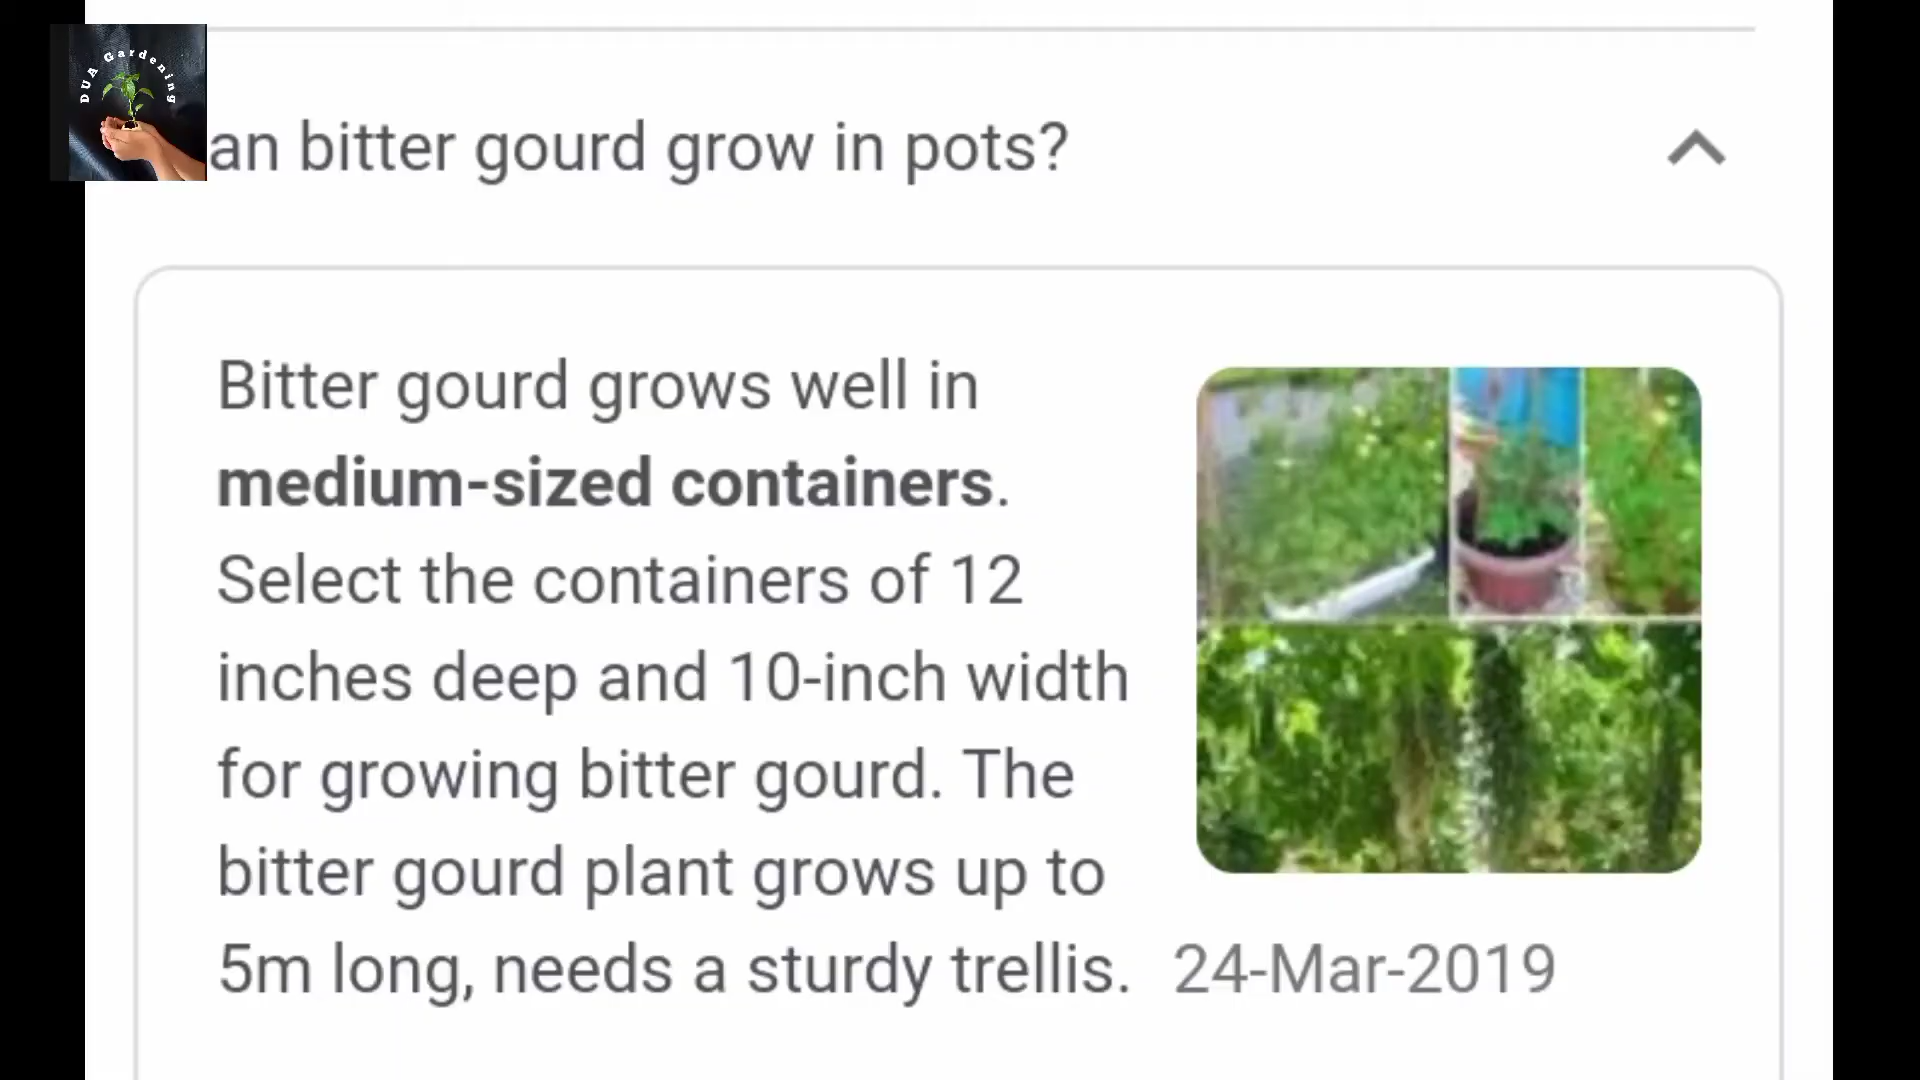 DUA Gardening
an bitter gourd grow in pots?
Bitter gourd grows well in
medium-sized containers.
Select the containers of 12
inches deep and 10-inch width
for growing bitter gourd. The
bitter gourd plant grows up to
5m long, needs a sturdy trellis. 24-Mar-2019